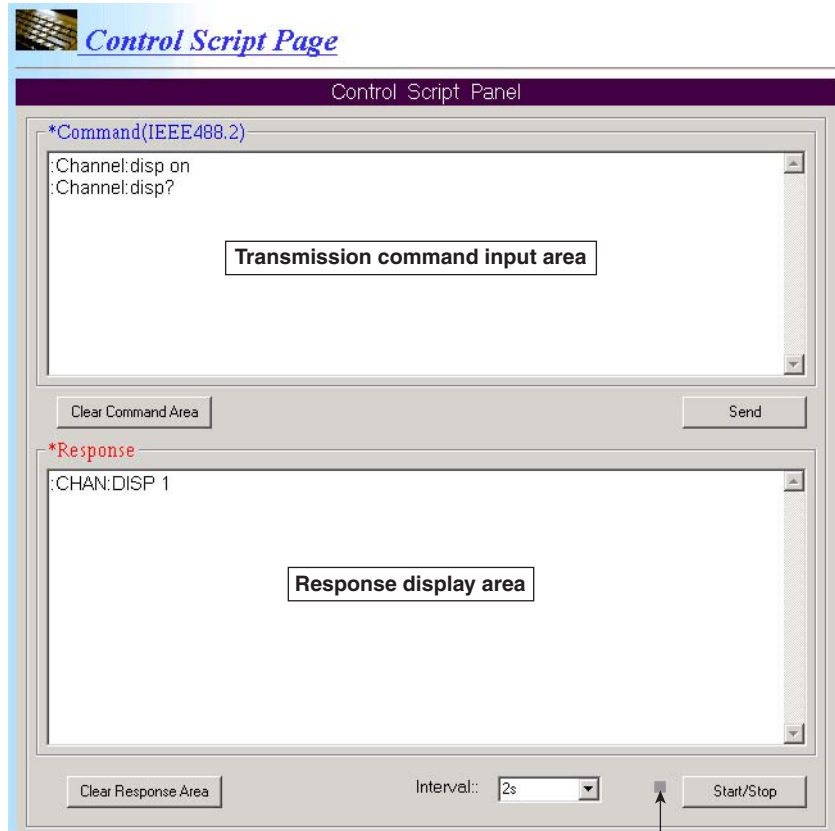 Control Script Page
Control Script Panel
*Command(IEEE488.2)
:Channel:disp on
:Channel:disp?
Transmission command input area
Clear Command Area
Send
*Response
:CHAN:DISP 1
Response display area
Clear Response Area
Interval::
2s
Start/Stop